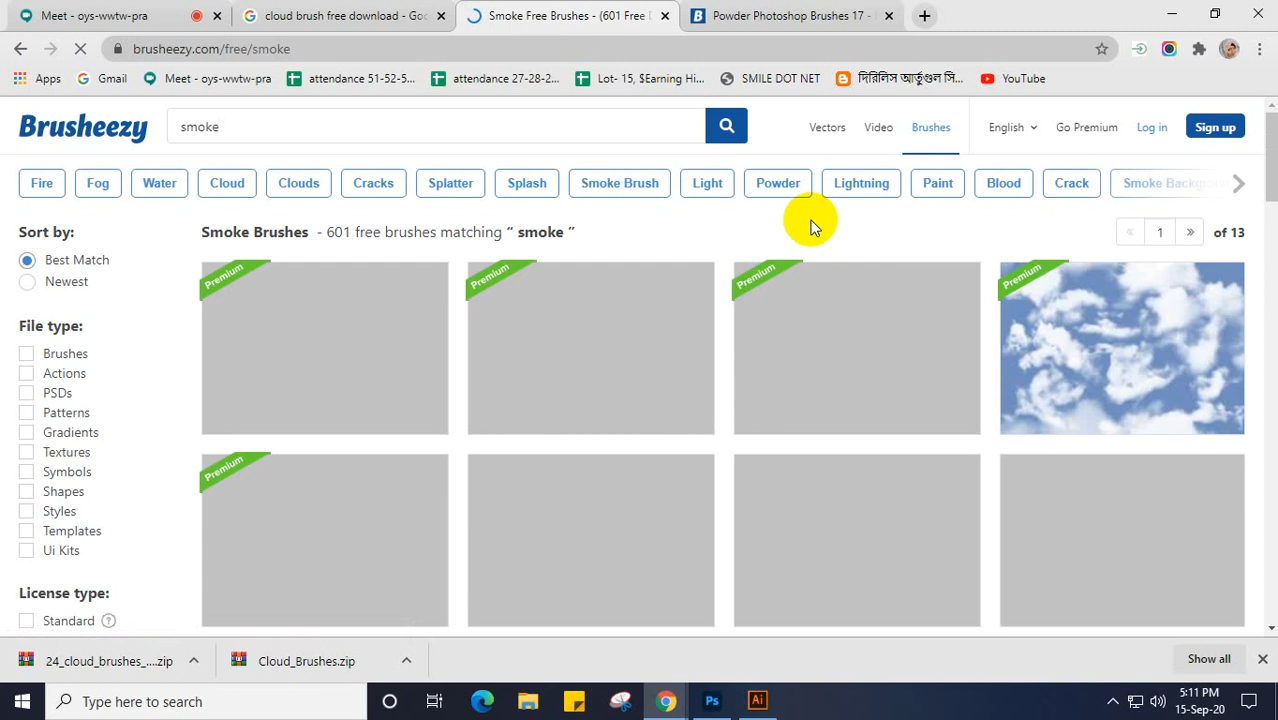 Meet - oys-wwtw-pra
cloud brush free download - Goo
Smoke Free Brushes - (601 Free D
Powder Photoshop Brushes 17 -
brusheezy.com/free/smoke
Apps
Gmail
Meet - oys-wwtw-pra
attendance 51-52-5...
attendance 27-28-2...
Lot- 15, $Earning Hi...
SMILE DOT NET
দিরিলিস আর্তুগুল সি...
YouTube
Brusheezy
smoke
Vectors
Video
Brushes
English
Go Premium
Log in
Sign up
Fire
Fog
Water
Cloud
Clouds
Cracks
Splatter
Splash
Smoke Brush
Light
Powder
Lightning
Paint
Blood
Crack
Smoke Background
Sort by:
Best Match
Newest
Smoke Brushes - 601 free brushes matching “ smoke ”
« 1 » of 13
File type:
Brushes
Actions
PSDs
Patterns
Gradients
Textures
Symbols
Shapes
Styles
Templates
Ui Kits
License type:
Standard ?
Premium
Premium
Premium
Premium
Premium
24_cloud_brushes_....zip
Cloud_Brushes.zip
Show all
Type here to search
Ps
Ai
5:11 PM
15-Sep-20